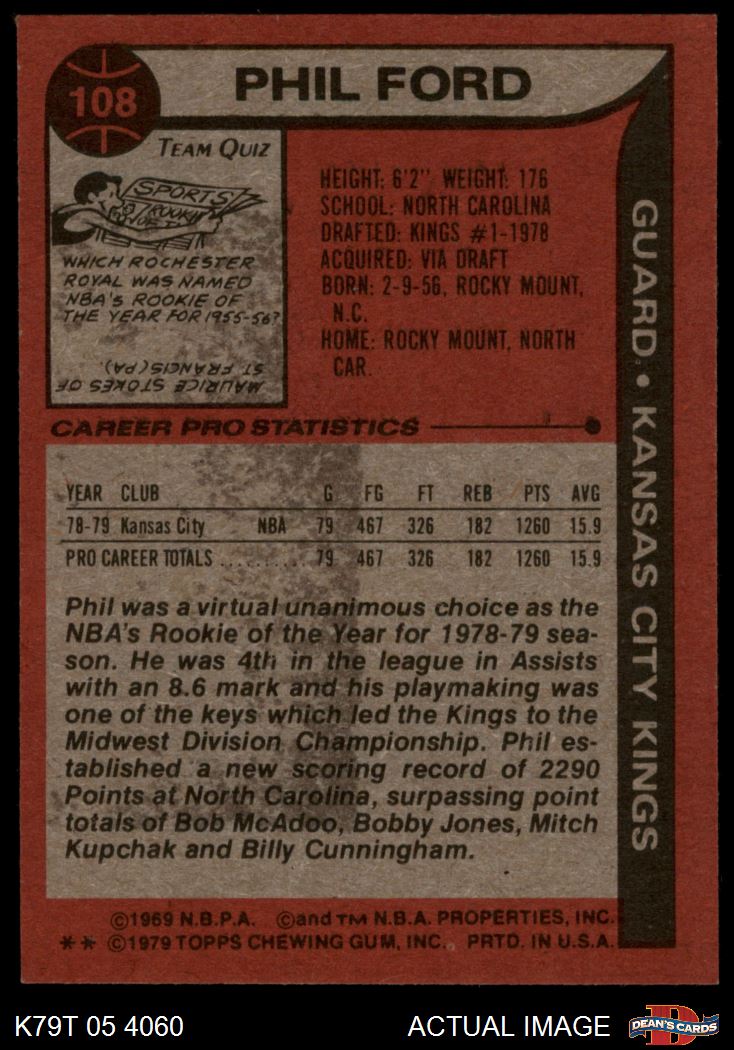 108
PHIL FORD
TEAM QUIZ
SPORTS
WHICH ROCHESTER
ROYAL WAS NAMED
NBA'S ROOKIE OF
THE YEAR FOR 1955-56?
MAURICE STOKES OF
ST FRANCIS (PA).
HEIGHT: 6'2" WEIGHT: 176
SCHOOL: NORTH CAROLINA
DRAFTED: KINGS #1-1978
ACQUIRED: VIA DRAFT
BORN: 2-9-56, ROCKY MOUNT,
N.C.
HOME: ROCKY MOUNT, NORTH
CAR.
GUARD • KANSAS CITY KINGS
CAREER PRO STATISTICS
YEAR CLUB G FG FT REB PTS AVG
78-79 Kansas City NBA 79 467 326 182 1260 15.9
PRO CAREER TOTALS .......... 79 467 326 182 1260 15.9
Phil was a virtual unanimous choice as the
NBA's Rookie of the Year for 1978-79 sea-
son. He was 4th in the league in Assists
with an 8.6 mark and his playmaking was
one of the keys which led the Kings to the
Midwest Division Championship. Phil es-
tablished a new scoring record of 2290
Points at North Carolina, surpassing point
totals of Bob McAdoo, Bobby Jones, Mitch
Kupchak and Billy Cunningham.
©1969 N.B.P.A. ©and TM N.B.A. PROPERTIES, INC.
** ©1979 TOPPS CHEWING GUM, INC. PRTD. IN U.S.A.
K79T 05 4060
ACTUAL IMAGE
D
DEAN'S CARDS